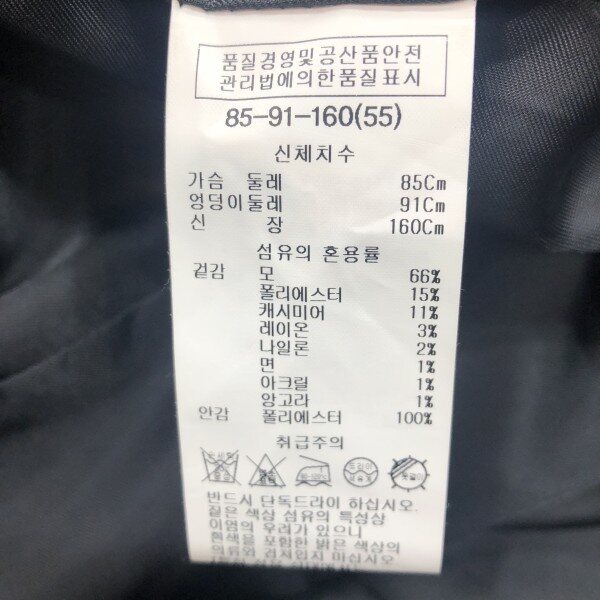 품질경영및공산품안전
관리법에의한품질표시
85-91-160(55)
신체치수
가슴 둘레 85Cm
엉덩이둘레 91Cm
신 장 160Cm
섬유의 혼용률
겉감 모 66%
폴리에스터 15%
캐시미어 11%
레이온 3%
나일론 2%
면 1%
아크릴 1%
앙고라 1%
안감 폴리에스터 100%
취급주의
드라이
반드시 단독드라이 하십시오.
짙은 색상 섬유의 특성상
이염의 우려가 있으니
흰색을 포함한 밝은 색상의
의류와 겹쳐입지 마십시오